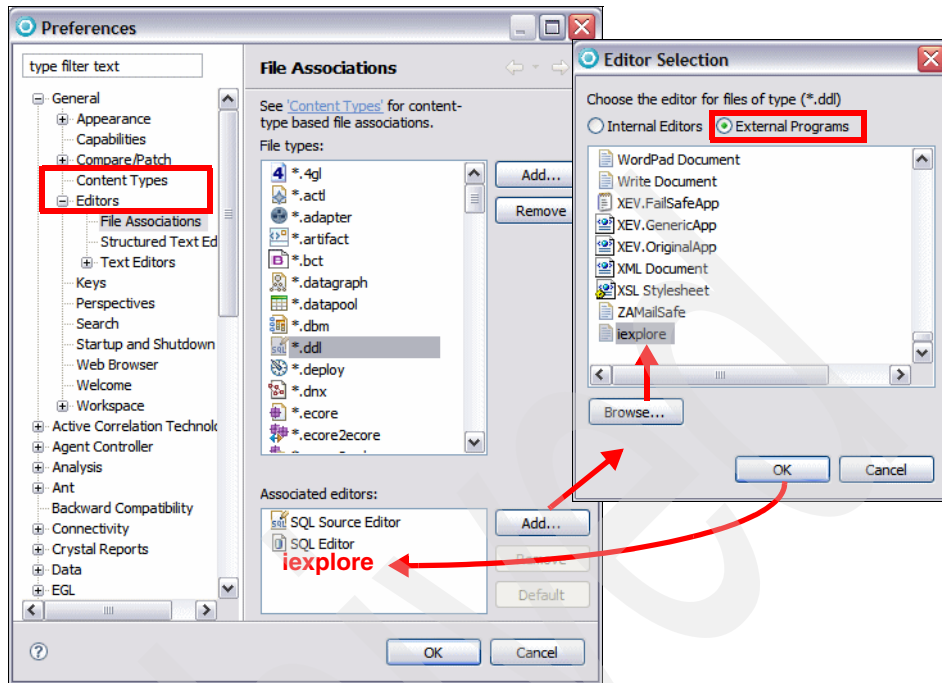 Preferences
type filter text
General
Appearance
Capabilities
Compare/Patch
Content Types
Editors
File Associations
Structured Text Ed
Text Editors
Keys
Perspectives
Search
Startup and Shutdown
Web Browser
Welcome
Workspace
Active Correlation Technolo
Agent Controller
Analysis
Ant
Backward Compatibility
Connectivity
Crystal Reports
Data
EGL
File Associations
See 'Content Types' for content-
type based file associations.
File types:
*.4gl
*.actl
*.adapter
*.artifact
*.bct
*.datagraph
*.datapool
*.dbm
*.ddl
*.deploy
*.dnx
*.ecore
*.ecore2ecore
Add...
Remove
Associated editors:
SQL Source Editor
SQL Editor
iexplore
Add...
Remove
Default
OK
Cancel
Editor Selection
Choose the editor for files of type (*.ddl)
Internal Editors
External Programs
WordPad Document
Write Document
XEV.FailSafeApp
XEV.GenericApp
XEV.OriginalApp
XML Document
XSL Stylesheet
ZAMailSafe
iexplore
Browse...
OK
Cancel